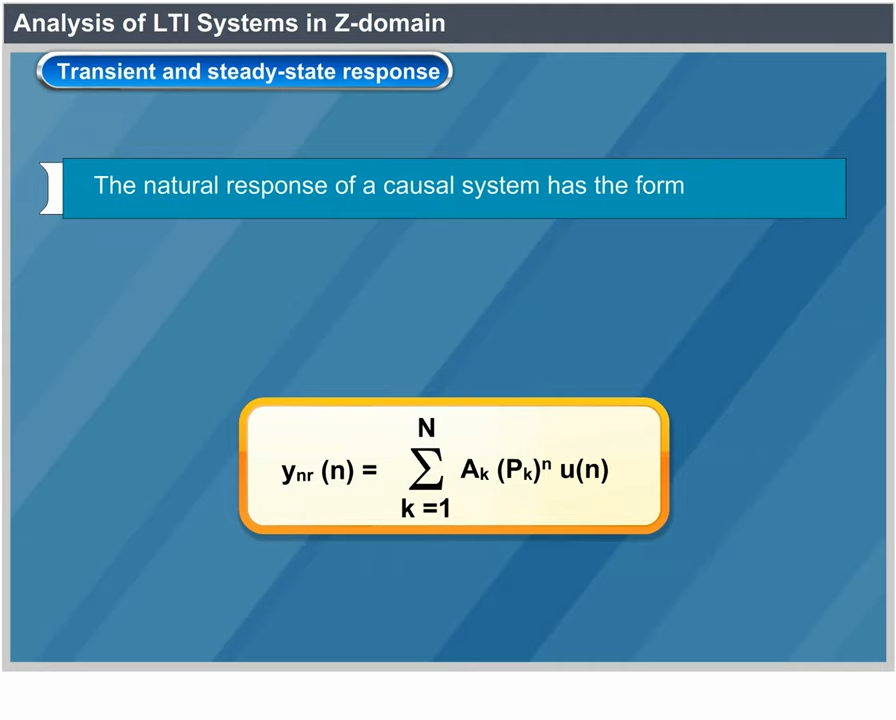 Analysis of LTI Systems in Z-domain
Transient and steady-state response
The natural response of a causal system has the form
N
yₙᵣ (n) = ∑ Aₖ (Pₖ)ⁿ u(n)
k =1